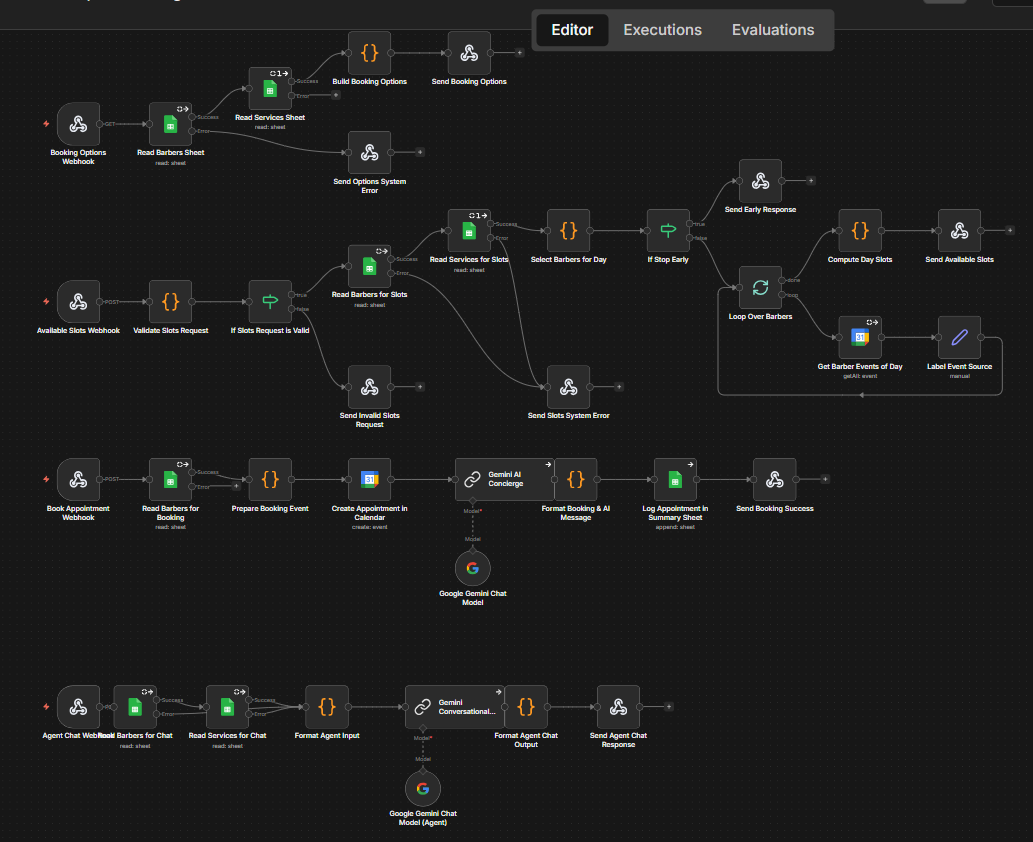 Editor
Executions
Evaluations
Success
Error
Build Booking Options
Send Booking Options
1
Read Services Sheet
read: sheet
GET
Success
Error
Booking Options
Webhook
Read Barbers Sheet
read: sheet
Send Options System
Error
Send Early Response
1
Success
Error
true
false
Read Services for Slots
read: sheet
Select Barbers for Day
If Stop Early
Compute Day Slots
Send Available Slots
Success
Error
Read Barbers for Slots
read: sheet
done
loop
Loop Over Barbers
POST
true
false
Available Slots Webhook
Validate Slots Request
If Slots Request is Valid
31
Get Barber Events of Day
getAll: event
Label Event Source
manual
Send Invalid Slots
Request
Send Slots System Error
POST
Success
Error
31
Gemini AI
Concierge
Book Appointment
Webhook
Read Barbers for
Booking
read: sheet
Prepare Booking Event
Create Appointment in
Calendar
create: event
Model*
Format Booking & AI
Message
Log Appointment in
Summary Sheet
append: sheet
Send Booking Success
Model
Google Gemini Chat
Model
Success
Error
Success
Error
Gemini
Conversational...
Agent Chat
Barbers for Chat
read: sheet
Read Services for Chat
read: sheet
Format Agent Input
Model*
Format Agent Chat
Output
Send Agent Chat
Response
Model
Google Gemini Chat
Model (Agent)